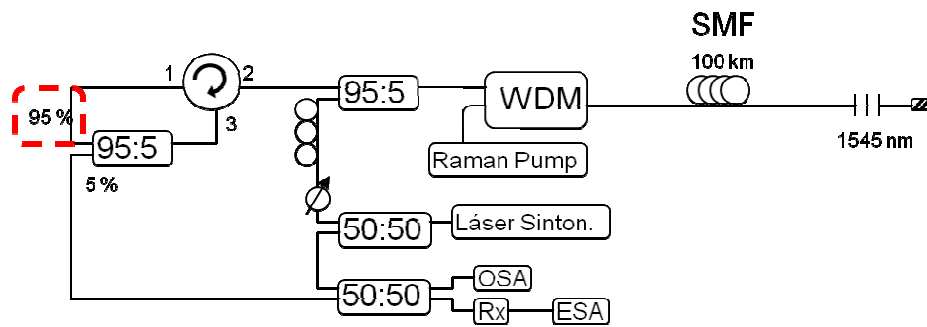 SMF
100 km
1
2
95:5
WDM
95 %
3
1545 nm
95:5
Raman Pump
5 %
50:50
Láser Sinton.
50:50
OSA
Rx
ESA